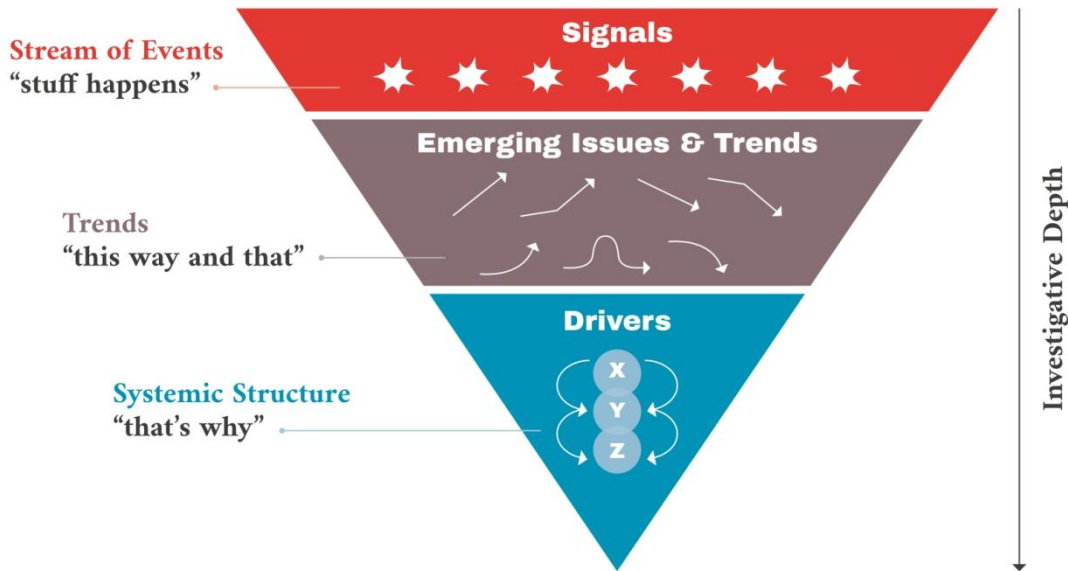 Signals
Stream of Events
“stuff happens”
Emerging Issues & Trends
Trends
“this way and that”
Drivers
X
Y
Z
Systemic Structure
“that’s why”
Investigative Depth